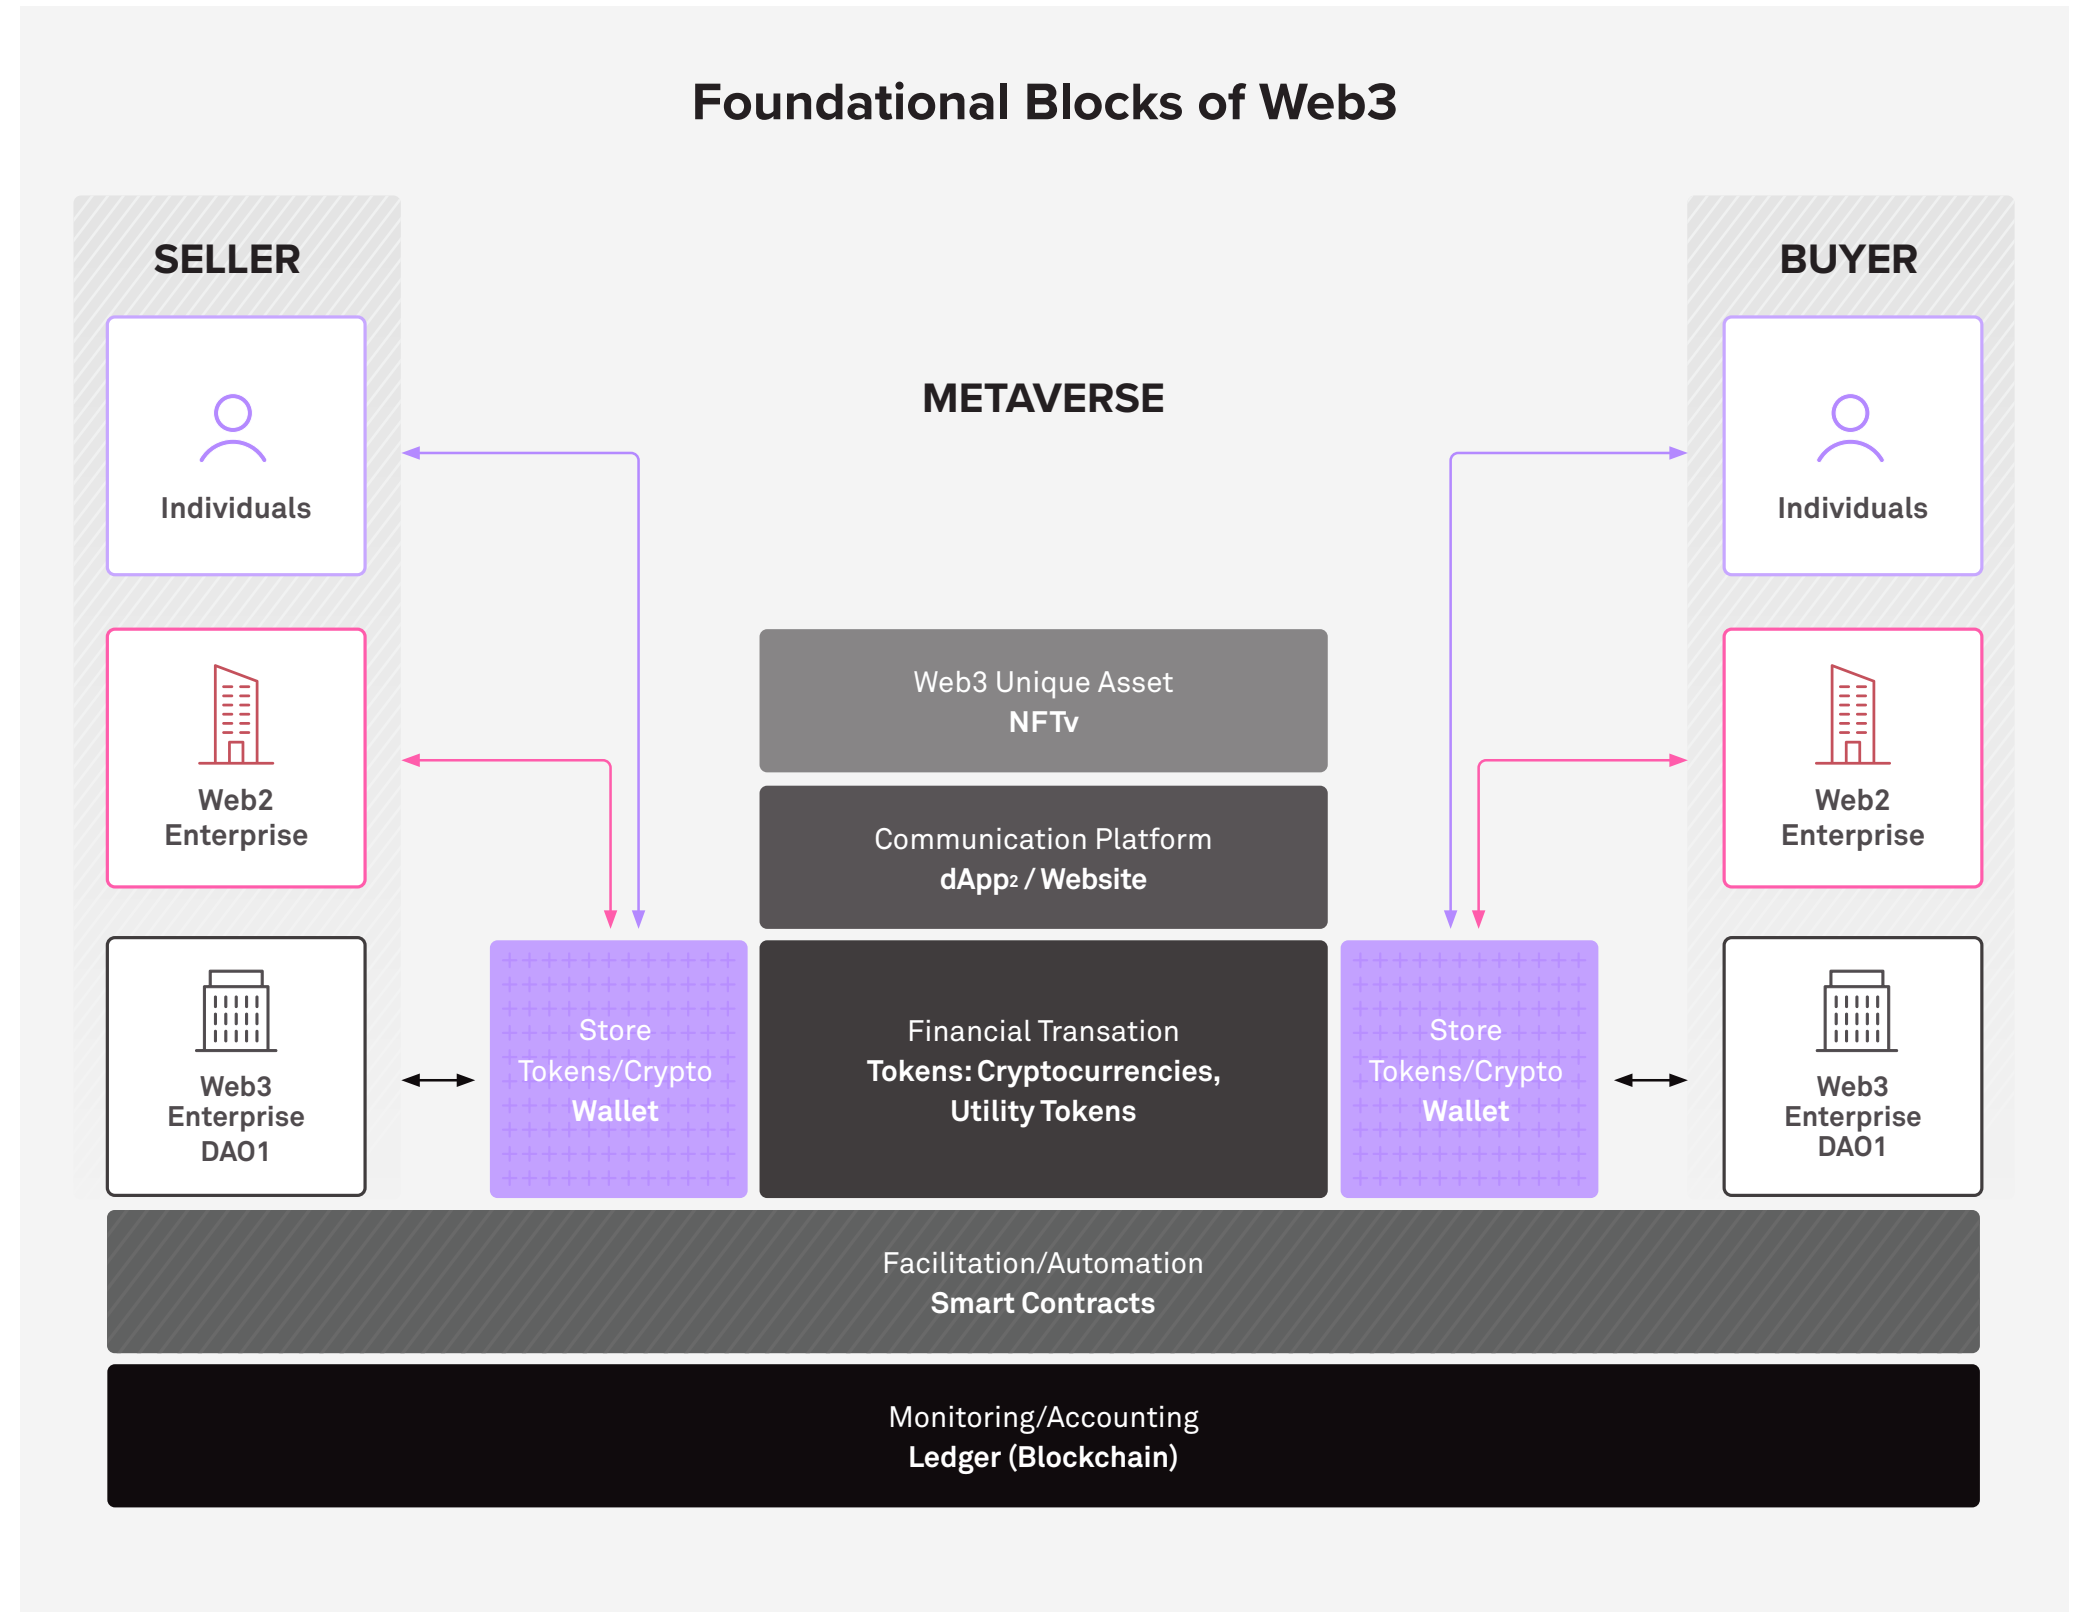 Foundational Blocks of Web3
SELLER
Individuals
Web2
Enterprise
Web3
Enterprise
DAO1
METAVERSE
Web3 Unique Asset
NFTv
Communication Platform
dApp2 / Website
Store
Tokens/Crypto
Wallet
Financial Transation
Tokens: Cryptocurrencies,
Utility Tokens
Store
Tokens/Crypto
Wallet
BUYER
Individuals
Web2
Enterprise
Web3
Enterprise
DAO1
Facilitation/Automation
Smart Contracts
Monitoring/Accounting
Ledger (Blockchain)